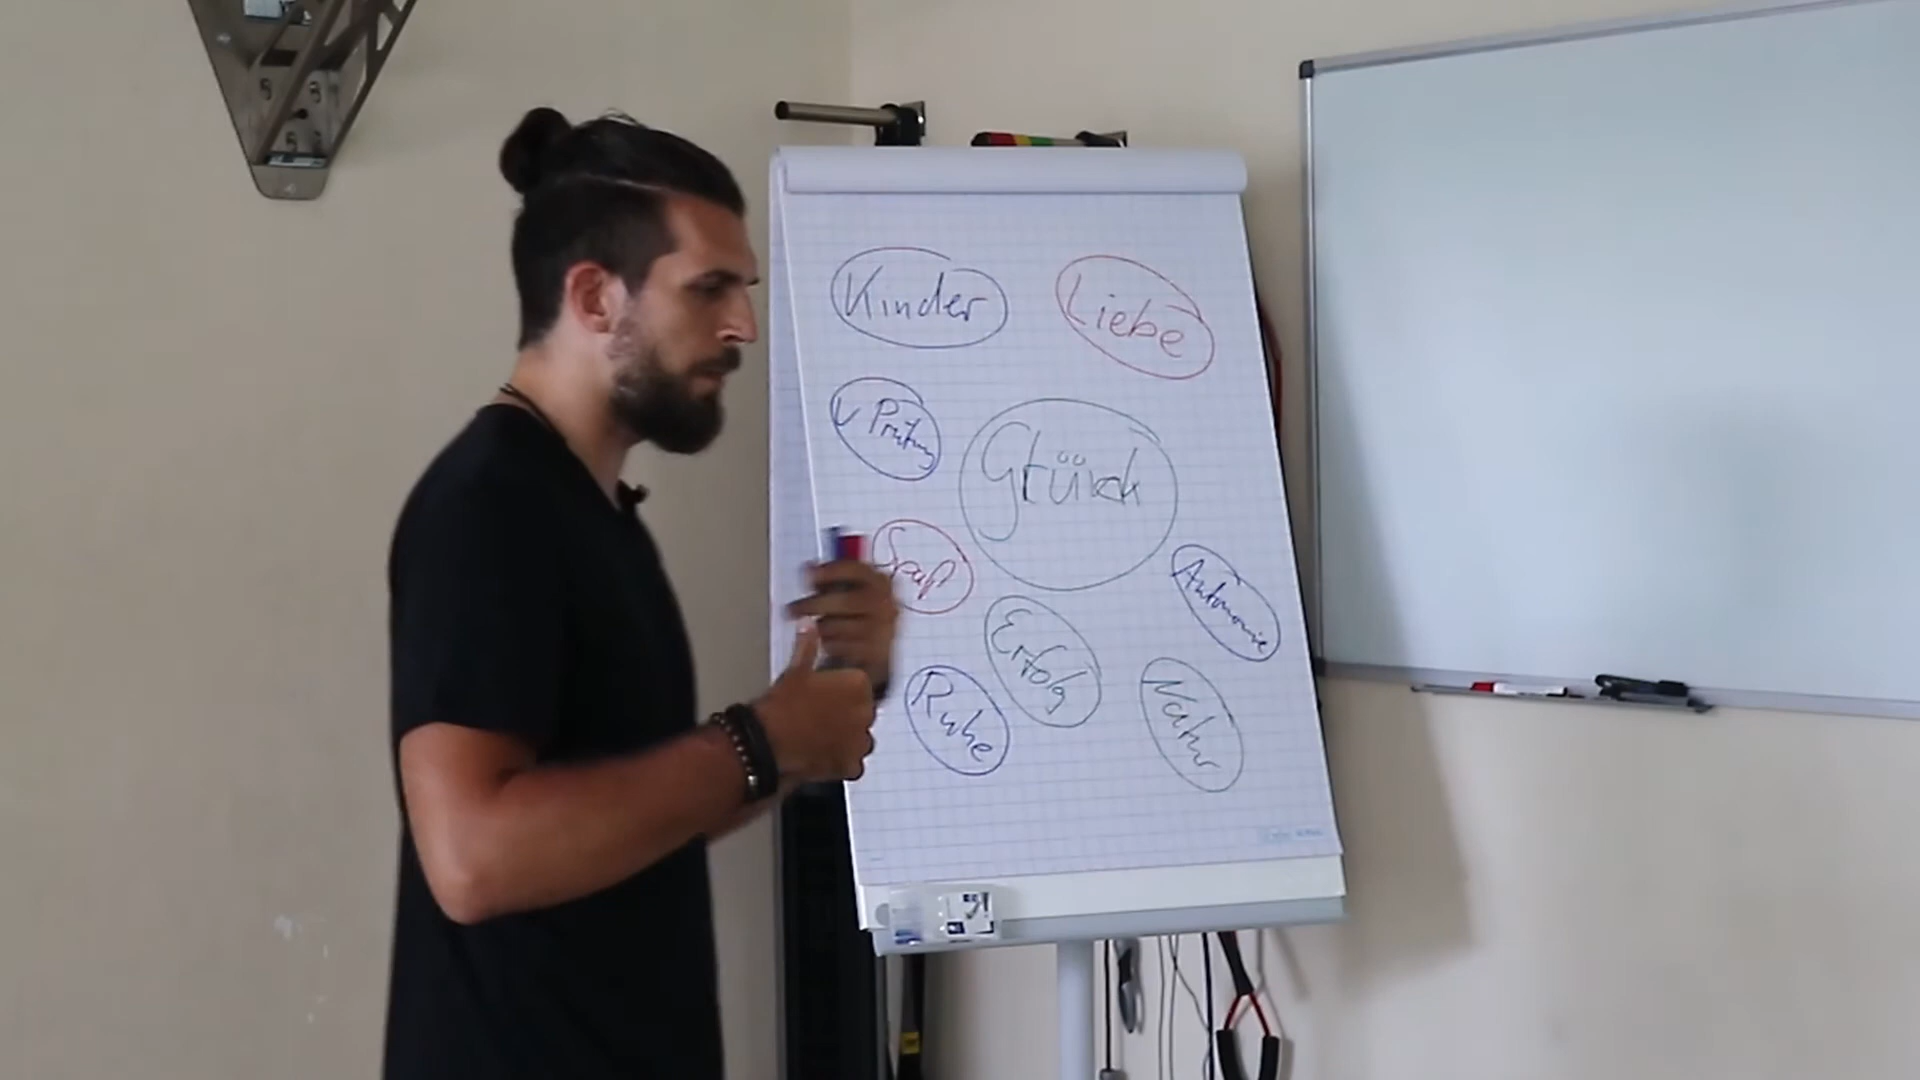 Kinder
Liebe
✓ Prüfung
Glück
Spaß
Autonomie
Erfolg
Ruhe
Natur